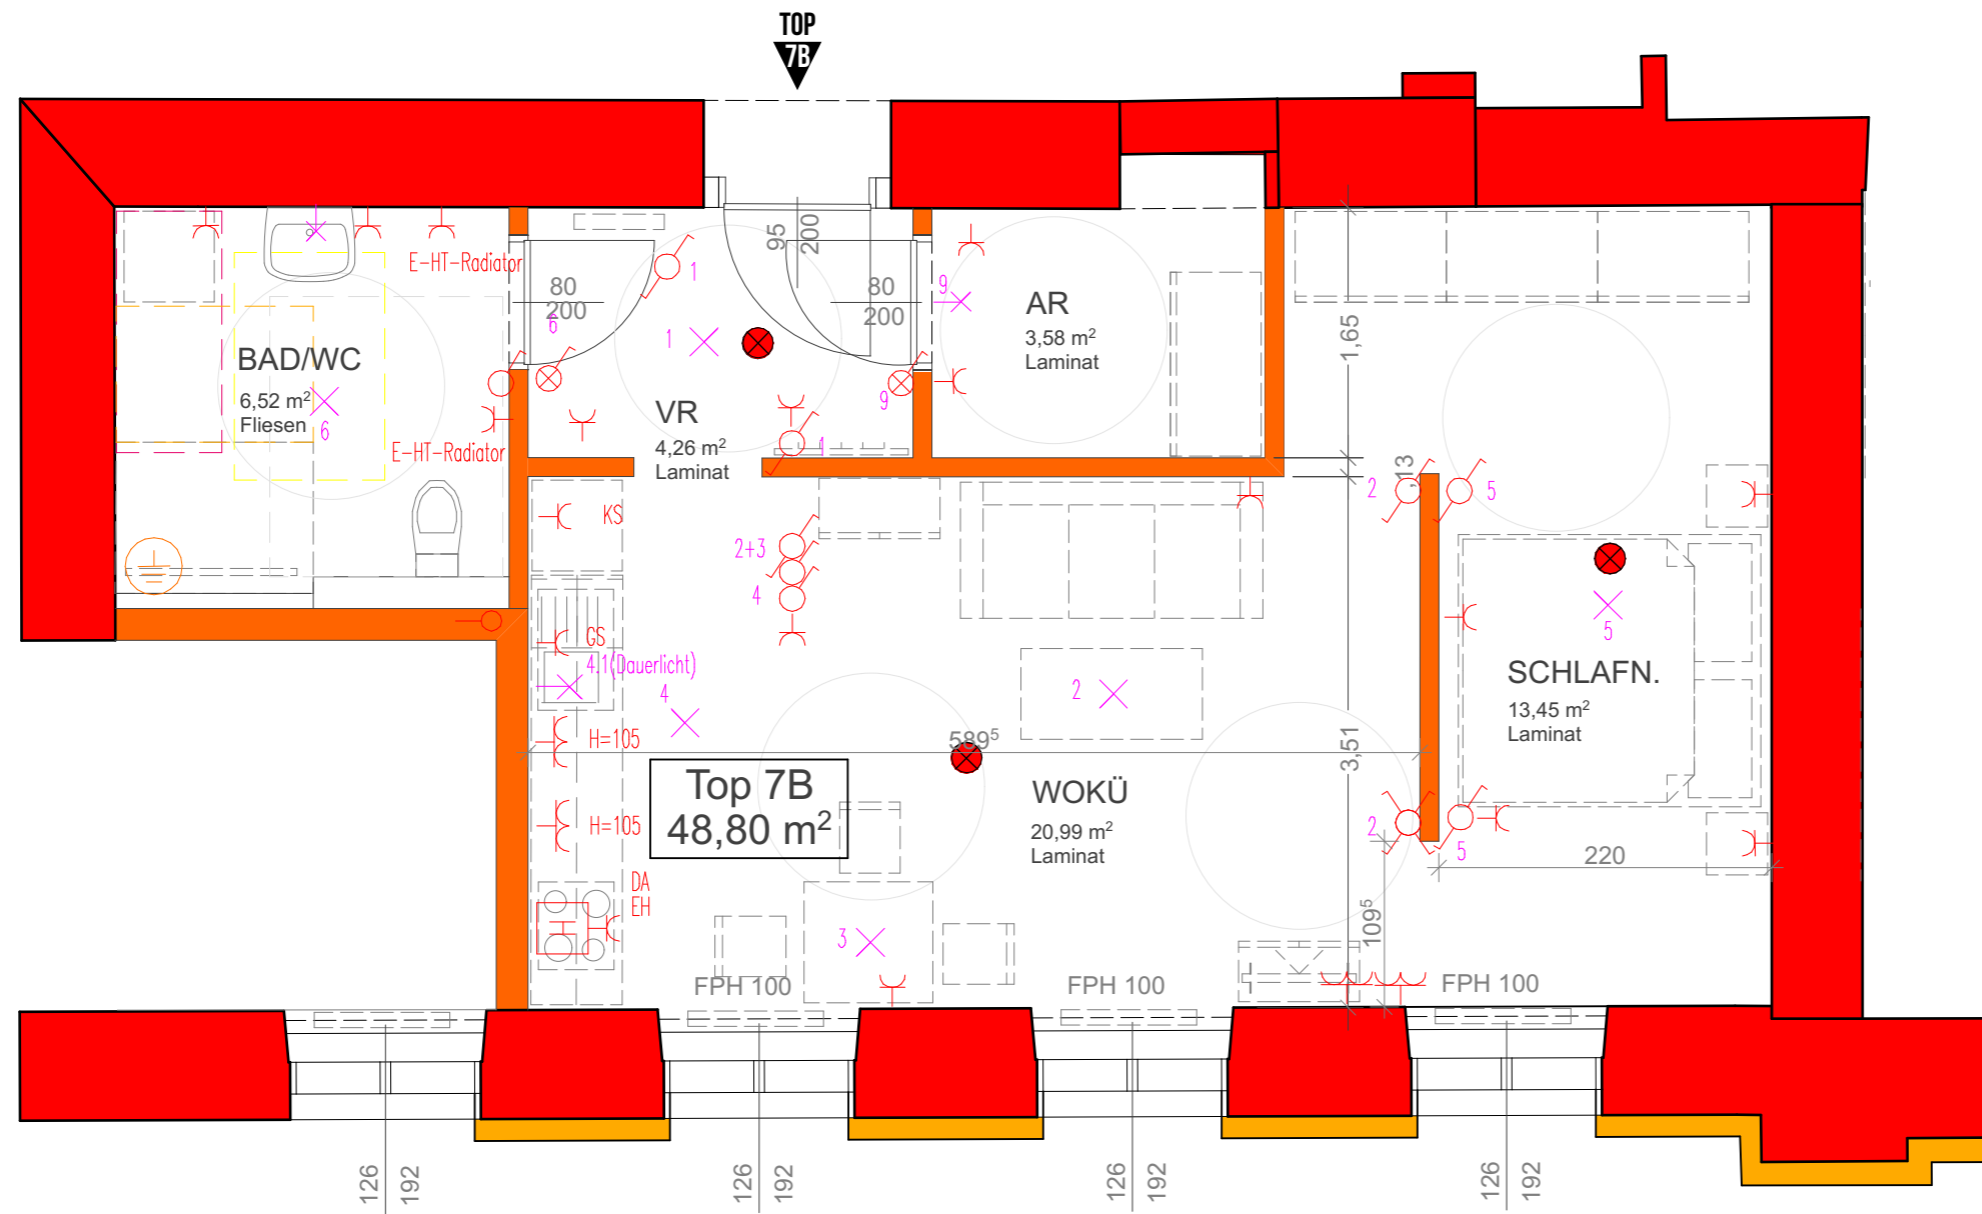 TOP
7B
95
200
80
200
6
80
200
E-HT-Radiator
1
1
9
9
1
AR
3,58 m²
Laminat
1,65
BAD/WC
6,52 m²
Fliesen
6
E-HT-Radiator
VR
4,26 m²
Laminat
,13
2
5
KS
2+3
4
GS
4.1(Dauerlicht)
4
2
5
SCHLAFN.
13,45 m²
Laminat
H=105
589⁵
3,51
Top 7B
48,80 m²
WOKÜ
20,99 m²
Laminat
H=105
2
5
220
DA
EH
109⁵
3
FPH 100
FPH 100
FPH 100
126
192
126
192
126
192
126
192